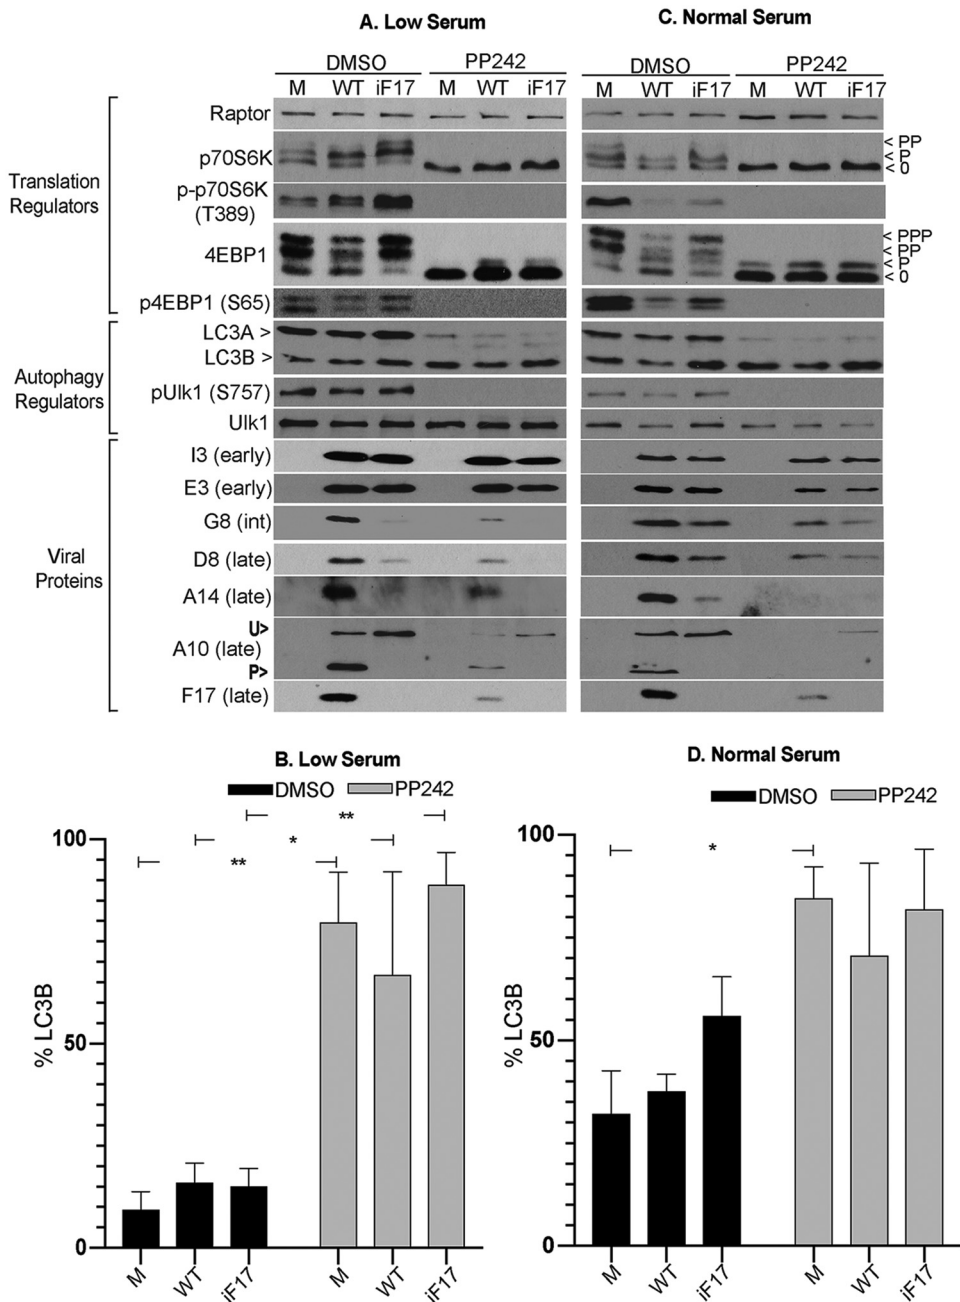 A. Low Serum
C. Normal Serum
DMSO PP242
DMSO PP242
M WT iF17 M WT iF17
M WT iF17 M WT iF17
Translation
Regulators
Raptor
p70S6K
< PP
< P
< 0
p-p70S6K
(T389)
4EBP1
< PPP
< PP
< P
< 0
p4EBP1 (S65)
Autophagy
Regulators
LC3A >
LC3B >
pUlk1 (S757)
Ulk1
Viral
Proteins
I3 (early)
E3 (early)
G8 (int)
D8 (late)
A14 (late)
U>
A10 (late)
P>
F17 (late)
B. Low Serum
DMSO PP242
**
*
**
100
50
0
% LC3B
M WT iF17 M WT iF17
D. Normal Serum
DMSO PP242
*
100
50
0
% LC3B
M WT iF17 M WT iF17